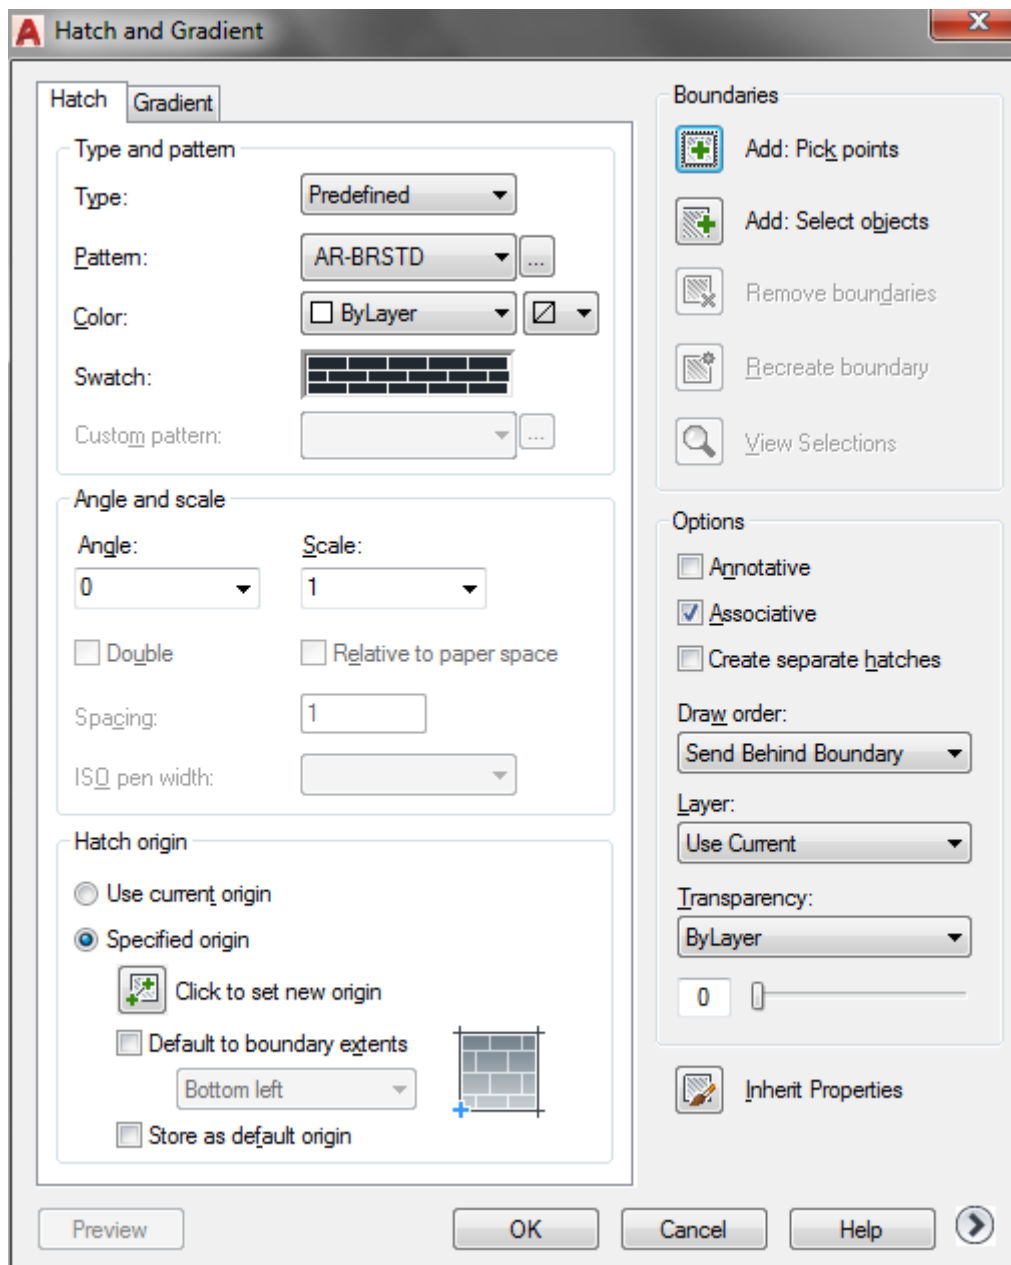 Hatch and Gradient
Hatch
Gradient
Type and pattern
Type:
Predefined
Pattern:
AR-BRSTD
...
Color:
ByLayer
Swatch:
Custom pattern:
...
Angle and scale
Angle:
Scale:
0
1
Double
Relative to paper space
Spacing:
1
ISO pen width:
Hatch origin
Use current origin
Specified origin
Click to set new origin
Default to boundary extents
Bottom left
Store as default origin
Boundaries
Add: Pick points
Add: Select objects
Remove boundaries
Recreate boundary
View Selections
Options
Annotative
Associative
Create separate hatches
Draw order:
Send Behind Boundary
Layer:
Use Current
Transparency:
ByLayer
0
Inherit Properties
Preview
OK
Cancel
Help